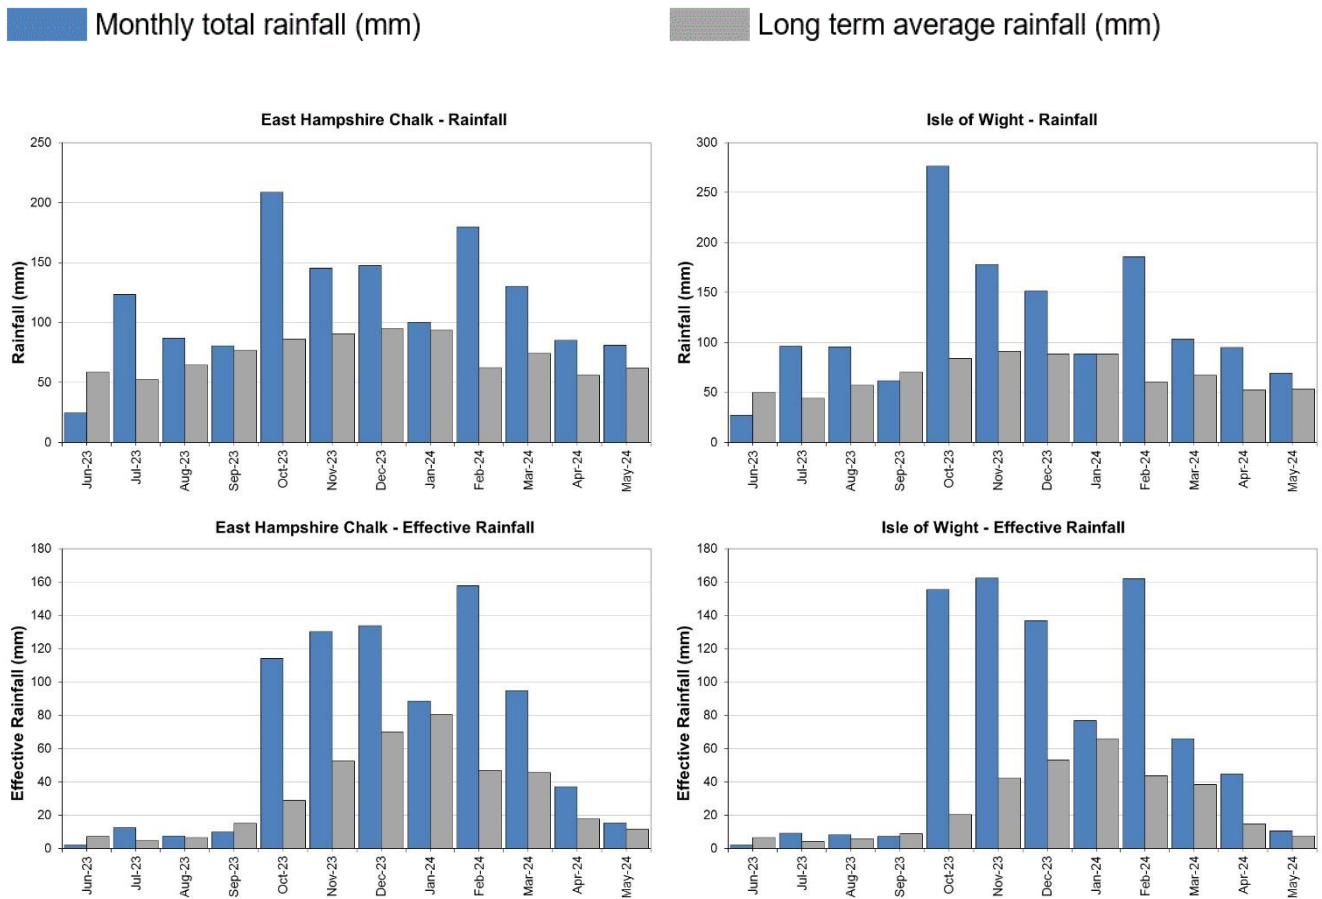 Monthly total rainfall (mm)
Long term average rainfall (mm)
East Hampshire Chalk - Rainfall
Rainfall (mm)
250
200
150
100
50
0
Jun-23
Jul-23
Aug-23
Sep-23
Oct-23
Nov-23
Dec-23
Jan-24
Feb-24
Mar-24
Apr-24
May-24
Isle of Wight - Rainfall
Rainfall (mm)
300
250
200
150
100
50
0
Jun-23
Jul-23
Aug-23
Sep-23
Oct-23
Nov-23
Dec-23
Jan-24
Feb-24
Mar-24
Apr-24
May-24
East Hampshire Chalk - Effective Rainfall
Effective Rainfall (mm)
180
160
140
120
100
80
60
40
20
0
Jun-23
Jul-23
Aug-23
Sep-23
Oct-23
Nov-23
Dec-23
Jan-24
Feb-24
Mar-24
Apr-24
May-24
Isle of Wight - Effective Rainfall
Effective Rainfall (mm)
180
160
140
120
100
80
60
40
20
0
Jun-23
Jul-23
Aug-23
Sep-23
Oct-23
Nov-23
Dec-23
Jan-24
Feb-24
Mar-24
Apr-24
May-24